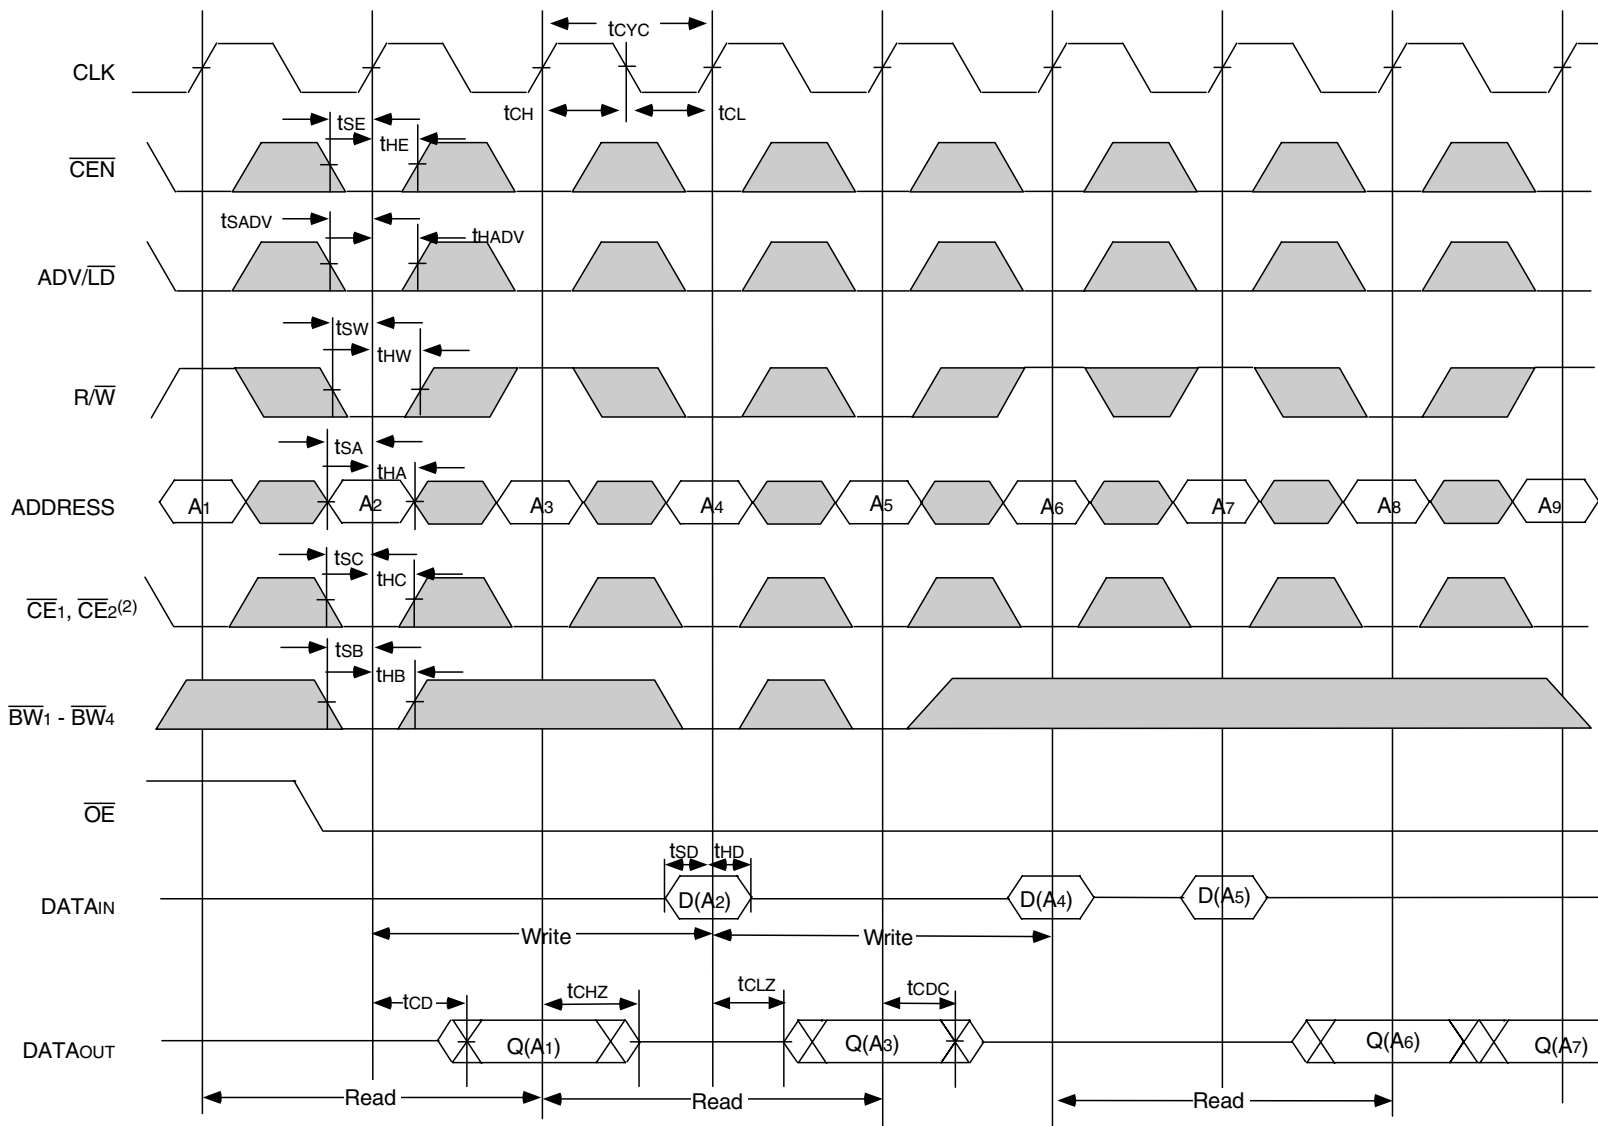 tCYC
CLK
tCH
tCL
tSE
tHE
CEN
tSADV
tHADV
ADV/LD
tSW
tHW
R/W
tSA
tHA
ADDRESS
A1
A2
A3
A4
A5
A6
A7
A8
A9
tSC
tHC
CE1, CE2(2)
tSB
tHB
BW1 - BW4
OE
tSD
tHD
DATAIN
D(A2)
D(A4)
D(A5)
Write
Write
tCD
tCHZ
tCLZ
tCDC
DATAOUT
Q(A1)
Q(A3)
Q(A6)
Q(A7)
Read
Read
Read